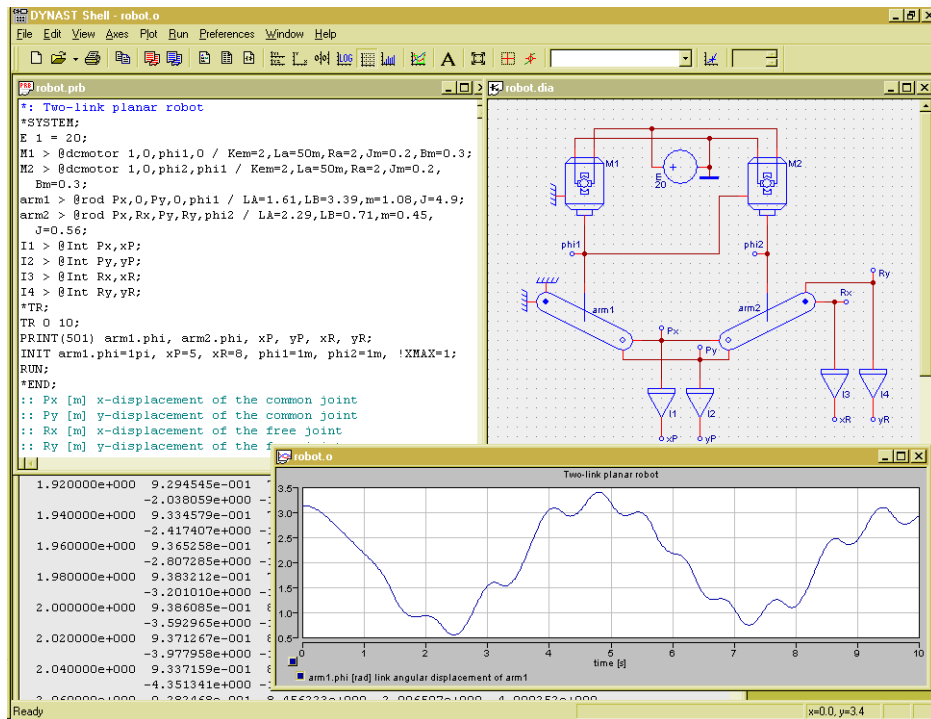 DYNAST Shell - robot.o
File Edit View Axes Plot Run Preferences Window Help
LOG
A
robot.prb
*: Two-link planar robot
*SYSTEM;
E 1 = 20;
M1 > @dcmotor 1,0,phi1,0 / Kem=2,La=50m,Ra=2,Jm=0.2,Bm=0.3;
M2 > @dcmotor 1,0,phi2,phi1 / Kem=2,La=50m,Ra=2,Jm=0.2,
Bm=0.3;
arm1 > @rod Px,0,Py,0,phi1 / LA=1.61,LB=3.39,m=1.08,J=4.9;
arm2 > @rod Px,Rx,Py,Ry,phi2 / LA=2.29,LB=0.71,m=0.45,
J=0.56;
I1 > @Int Px,xP;
I2 > @Int Py,yP;
I3 > @Int Rx,xR;
I4 > @Int Ry,yR;
*TR;
TR 0 10;
PRINT(501) arm1.phi, arm2.phi, xP, yP, xR, yR;
INIT arm1.phi=1pi, xP=5, xR=8, phi1=1m, phi2=1m, !XMAX=1;
RUN;
*END;
:: Px [m] x-displacement of the common joint
:: Py [m] y-displacement of the common joint
:: Rx [m] x-displacement of the free joint
:: Ry [m] y-displacement of the
robot.dia
M1
E
20
M2
phi1
phi2
Ry
Rx
arm1
arm2
Px
Py
I1
I2
I3
I4
xP
yP
xR
yR
1.920000e+000 9.294545e-001
-2.038059e+000
1.940000e+000 9.334579e-001
-2.417407e+000
1.960000e+000 9.365258e-001
-2.807285e+000
1.980000e+000 9.383212e-001
-3.201010e+000
2.000000e+000 9.386085e-001
-3.592965e+000
2.020000e+000 9.371267e-001
-3.977958e+000
2.040000e+000 9.337159e-001
-4.351341e+000
robot.o
Two-link planar robot
3.5
3.0
2.5
2.0
1.5
1.0
0.5
0 1 2 3 4 5 6 7 8 9 10
time [s]
arm1.phi [rad] link angular displacement of arm1
Ready
x=0.0, y=3.4